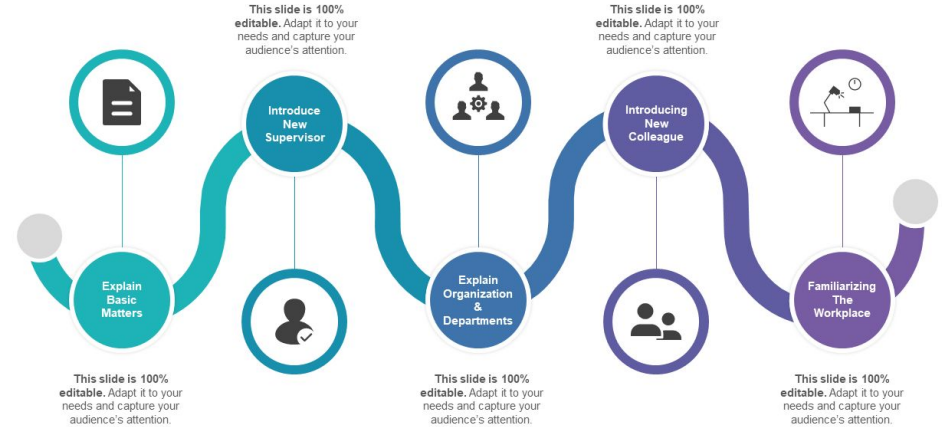 This slide is 100%
editable. Adapt it to your
needs and capture your
audience's attention.
This slide is 100%
editable. Adapt it to your
needs and capture your
audience's attention.
Introduce
New
Supervisor
Introducing
New
Colleague
Explain
Basic
Matters
Explain
Organization
&
Departments
Familiarizing
The
Workplace
This slide is 100%
editable. Adapt it to your
needs and capture your
audience's attention.
This slide is 100%
editable. Adapt it to your
needs and capture your
audience's attention.
This slide is 100%
editable. Adapt it to your
needs and capture your
audience's attention.